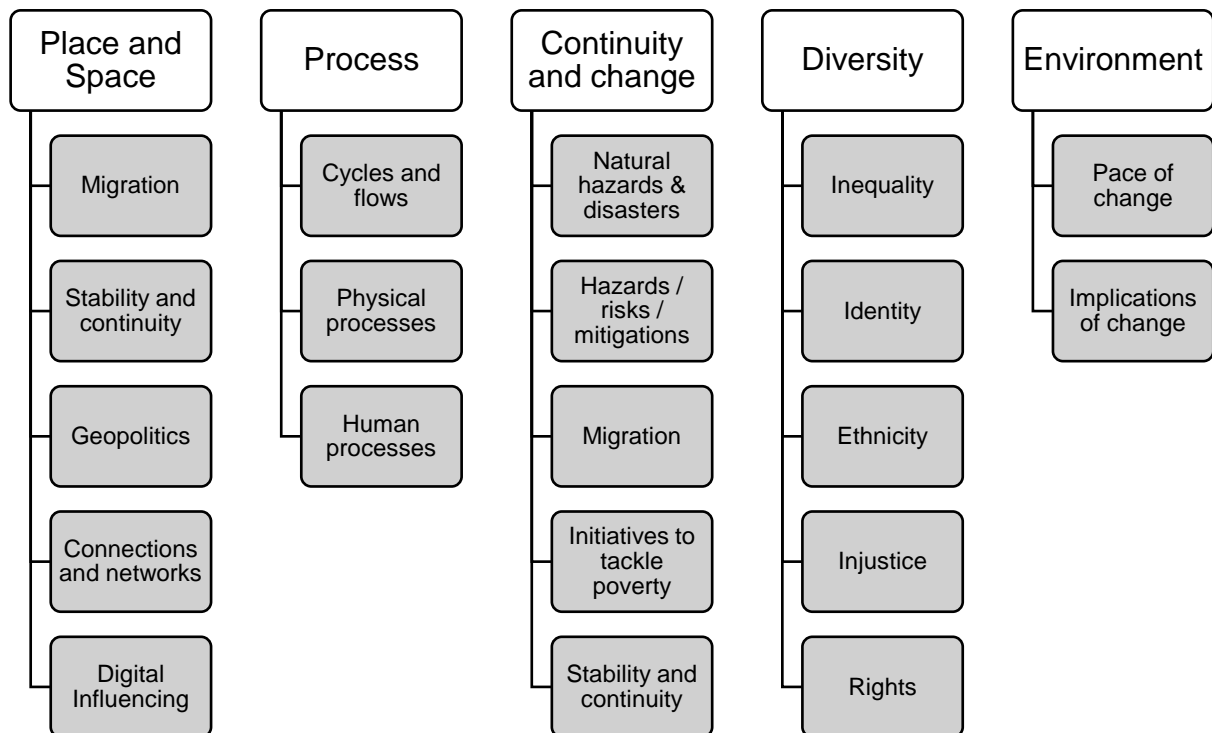 Place and
Space
Migration
Stability and
continuity
Geopolitics
Connections
and networks
Digital
Influencing
Process
Cycles and
flows
Physical
processes
Human
processes
Continuity
and change
Natural
hazards &
disasters
Hazards /
risks /
mitigations
Migration
Initiatives to
tackle
poverty
Stability and
continuity
Diversity
Inequality
Identity
Ethnicity
Injustice
Rights
Environment
Pace of
change
Implications
of change